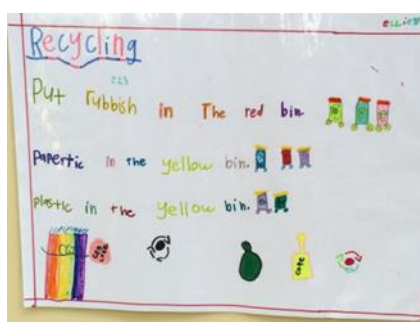 Recycling
Put rubbish in The red bin
papertic in the yellow bin.
plastic in the yellow bin.